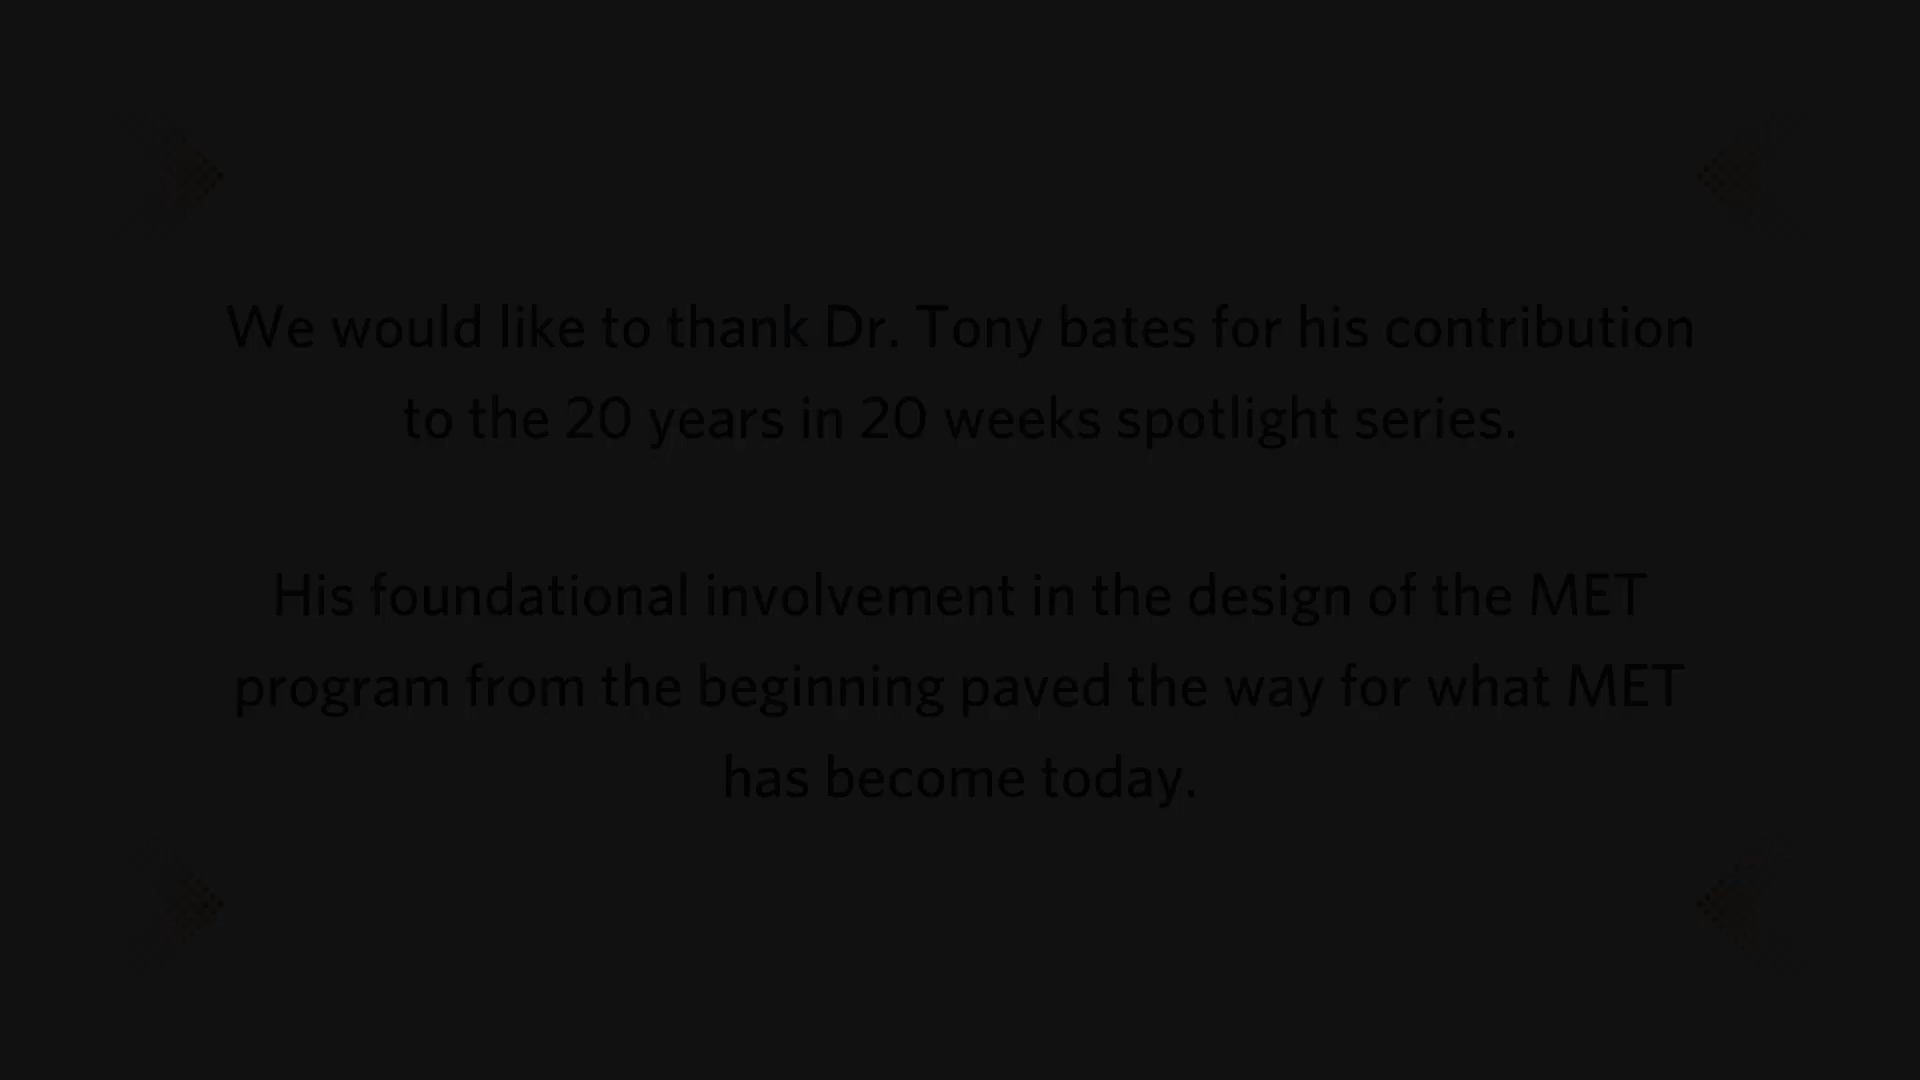 We would like to thank Dr. Tony bates for his contribution
to the 20 years in 20 weeks spotlight series.
His foundational involvement in the design of the MET
program from the beginning paved the way for what MET
has become today.